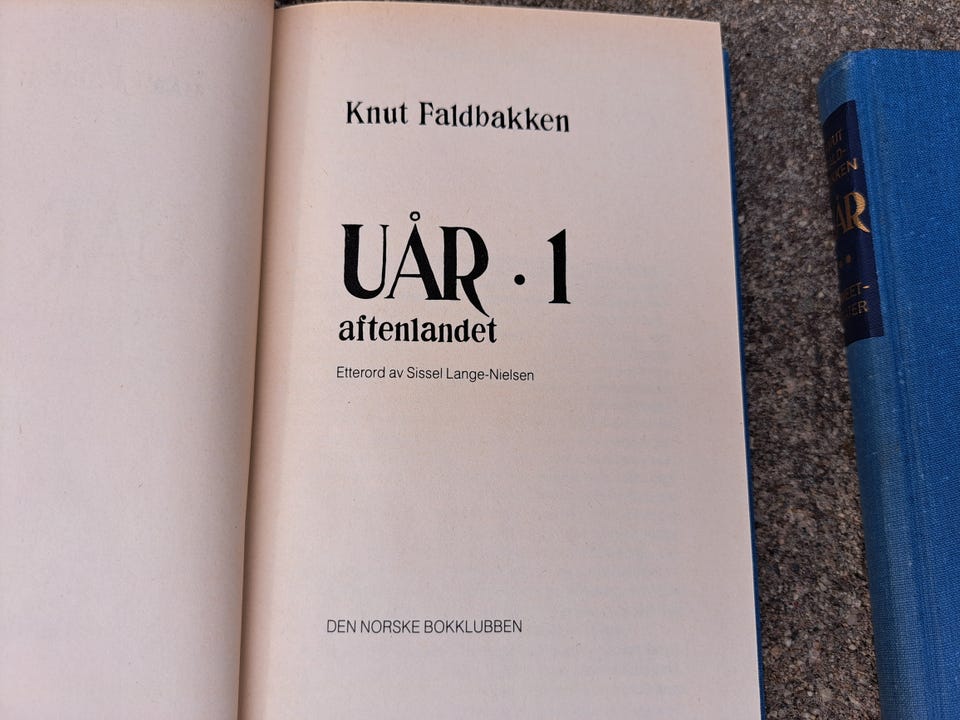 Knut Faldbakken
UÅR · 1
aftenlandet
Etterord av Sissel Lange-Nielsen
DEN NORSKE BOKKLUBBEN